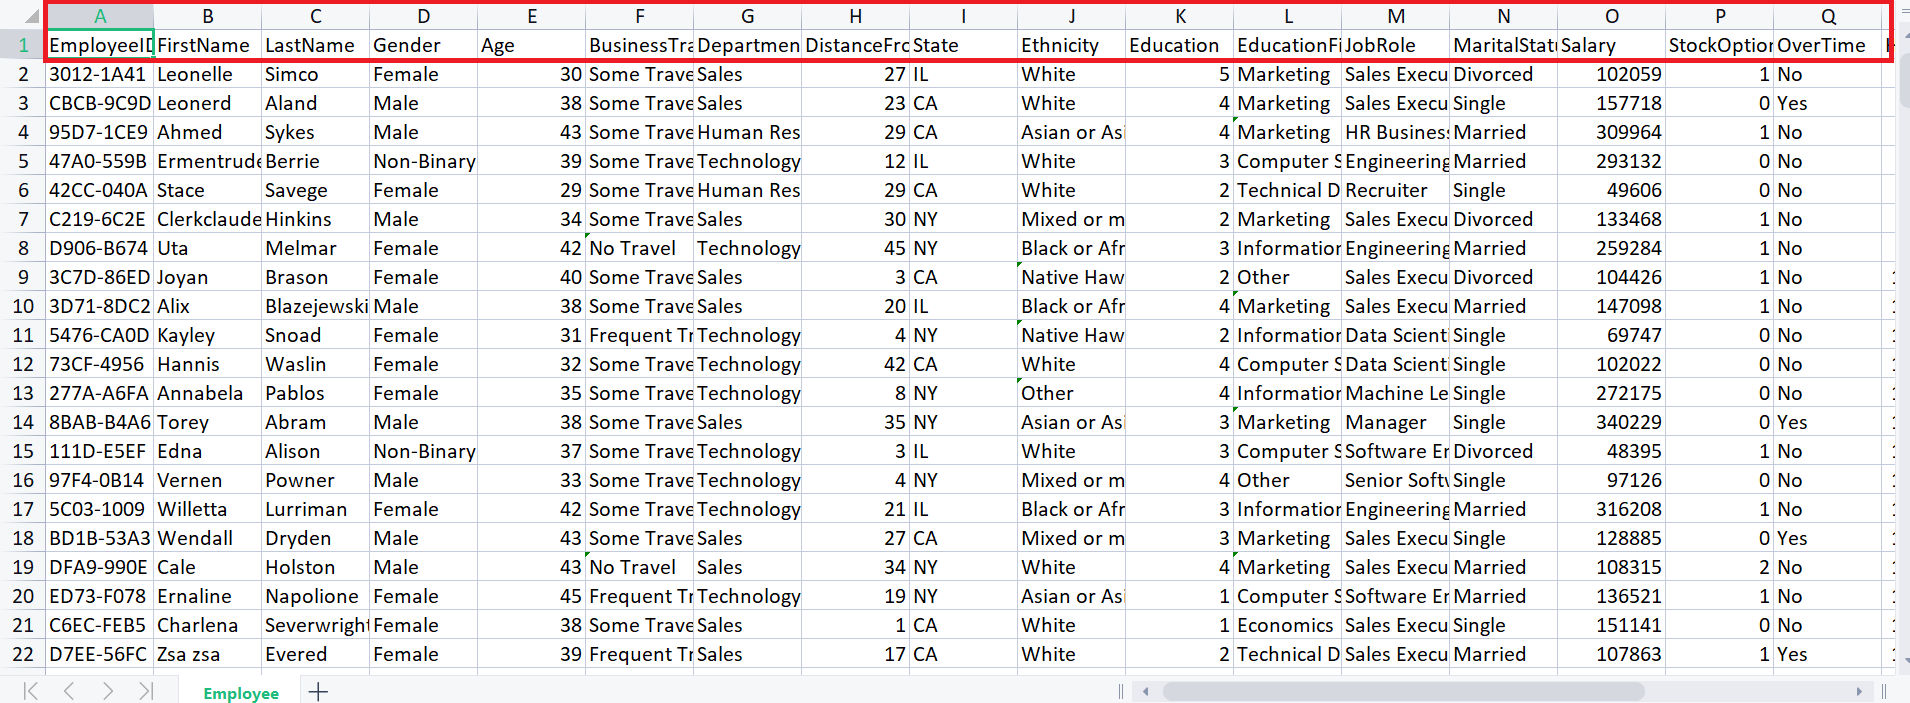 A B C D E F G H I J K L M N O P Q
1 EmployeeID FirstName LastName Gender Age BusinessTra Departmen DistanceFro State Ethnicity Education EducationFi JobRole MaritalStatu Salary StockOption OverTime
2 3012-1A41 Leonelle Simco Female 30 Some Trave Sales 27 IL White 5 Marketing Sales Execu Divorced 102059 1 No
3 CBCB-9C9D Leonerd Aland Male 38 Some Trave Sales 23 CA White 4 Marketing Sales Execu Single 157718 0 Yes
4 95D7-1CE9 Ahmed Sykes Male 43 Some Trave Human Res 29 CA Asian or Asi 4 Marketing HR Business Married 309964 1 No
5 47A0-559B Ermentrude Berrie Non-Binary 39 Some Trave Technology 12 IL White 3 Computer S Engineering Married 293132 0 No
6 42CC-040A Stace Savege Female 29 Some Trave Human Res 29 CA White 2 Technical D Recruiter Single 49606 0 No
7 C219-6C2E Clerkclaude Hinkins Male 34 Some Trave Sales 30 NY Mixed or m 2 Marketing Sales Execu Divorced 133468 1 No
8 D906-B674 Uta Melmar Female 42 No Travel Technology 45 NY Black or Afr 3 Information Engineering Married 259284 1 No
9 3C7D-86ED Joyan Brason Female 40 Some Trave Sales 3 CA Native Haw 2 Other Sales Execu Divorced 104426 1 No
10 3D71-8DC2 Alix Blazejewski Male 38 Some Trave Sales 20 IL Black or Afr 4 Marketing Sales Execu Married 147098 1 No
11 5476-CA0D Kayley Snoad Female 31 Frequent Tr Technology 4 NY Native Haw 2 Information Data Scienti Single 69747 0 No
12 73CF-4956 Hannis Waslin Female 32 Some Trave Technology 42 CA White 4 Computer S Data Scienti Single 102022 0 No
13 277A-A6FA Annabela Pablos Female 35 Some Trave Technology 8 NY Other 4 Information Machine Le Single 272175 0 No
14 8BAB-B4A6 Torey Abram Male 38 Some Trave Sales 35 NY Asian or Asi 3 Marketing Manager Single 340229 0 Yes
15 111D-E5EF Edna Alison Non-Binary 37 Some Trave Technology 3 IL White 3 Computer S Software En Divorced 48395 1 No
16 97F4-0B14 Vernen Powner Male 33 Some Trave Technology 4 NY Mixed or m 4 Other Senior Softw Single 97126 0 No
17 5C03-1009 Willetta Lurriman Female 42 Some Trave Technology 21 IL Black or Afr 3 Information Engineering Married 316208 1 No
18 BD1B-53A3 Wendall Dryden Male 43 Some Trave Sales 27 CA Mixed or m 3 Marketing Sales Execu Single 128885 0 Yes
19 DFA9-990E Cale Holston Male 43 No Travel Sales 34 NY White 4 Marketing Sales Execu Married 108315 2 No
20 ED73-F078 Ernaline Napolione Female 45 Frequent Tr Technology 19 NY Asian or Asi 1 Computer S Software En Married 136521 1 No
21 C6EC-FEB5 Charlena Severwright Female 38 Some Trave Sales 1 CA White 1 Economics Sales Execu Single 151141 0 No
22 D7EE-56FC Zsa zsa Evered Female 39 Frequent Tr Sales 17 CA White 2 Technical D Sales Execu Married 107863 1 Yes
Employee